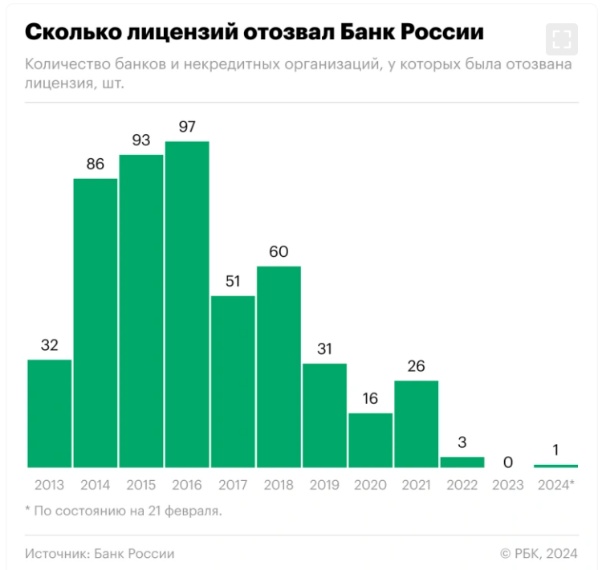 Сколько лицензий отозвал Банк России
Количество банков и некредитных организаций, у которых была отозвана
лицензия, шт.
97
93
86
60
51
32
31
26
16
3
0
1
2013 2014 2015 2016 2017 2018 2019 2020 2021 2022 2023 2024*
* По состоянию на 21 февраля.
Источник: Банк России © РБК, 2024